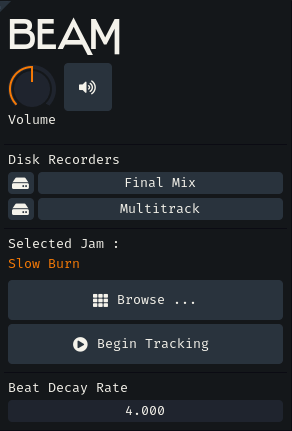 BEAM
Volume
Disk Recorders
Final Mix
Multitrack
Selected Jam :
Slow Burn
Browse ...
Begin Tracking
Beat Decay Rate
4.000